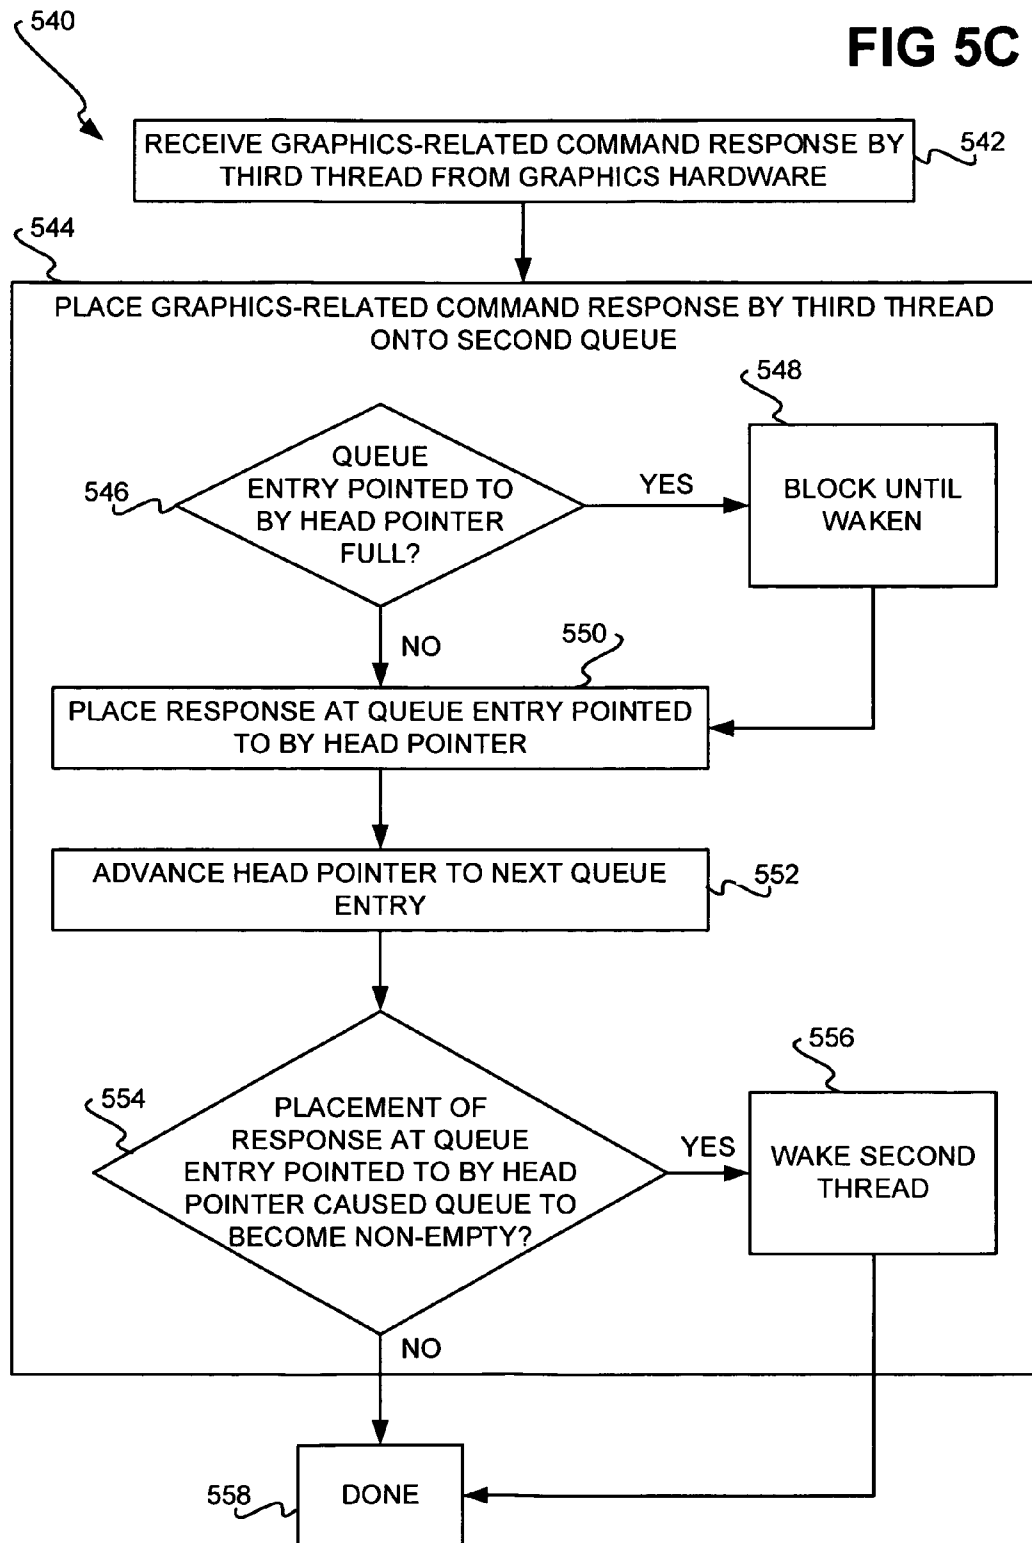 540
FIG 5C
RECEIVE GRAPHICS-RELATED COMMAND RESPONSE BY
THIRD THREAD FROM GRAPHICS HARDWARE
542
544
PLACE GRAPHICS-RELATED COMMAND RESPONSE BY THIRD THREAD
ONTO SECOND QUEUE
548
QUEUE
ENTRY POINTED TO
BY HEAD POINTER
FULL?
546
YES
BLOCK UNTIL
WAKEN
NO
550
PLACE RESPONSE AT QUEUE ENTRY POINTED
TO BY HEAD POINTER
ADVANCE HEAD POINTER TO NEXT QUEUE
ENTRY
552
556
554
PLACEMENT OF
RESPONSE AT QUEUE
ENTRY POINTED TO BY HEAD
POINTER CAUSED QUEUE TO
BECOME NON-EMPTY?
YES
WAKE SECOND
THREAD
NO
558
DONE